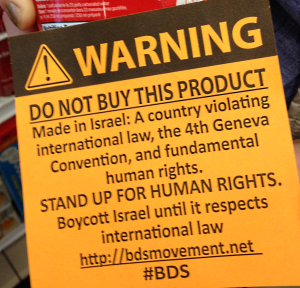 WARNING
DO NOT BUY THIS PRODUCT
Made in Israel: A country violating
international law, the 4th Geneva
Convention, and fundamental
human rights.
STAND UP FOR HUMAN RIGHTS.
Boycott Israel until it respects
international law
http://bdsmovement.net
#BDS